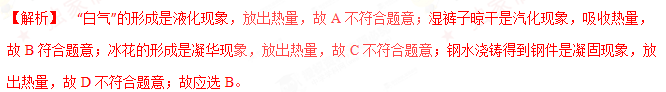 【解析】 “白气”的形成是液化现象，放出热量，故 A 不符合题意；湿裤子晾干是汽化现象，吸收热量，
故 B 符合题意；冰花的形成是凝华现象，放出热量，故 C 不符合题意；钢水浇铸得到钢件是凝固现象，放
出热量，故 D 不符合题意；故应选 B。